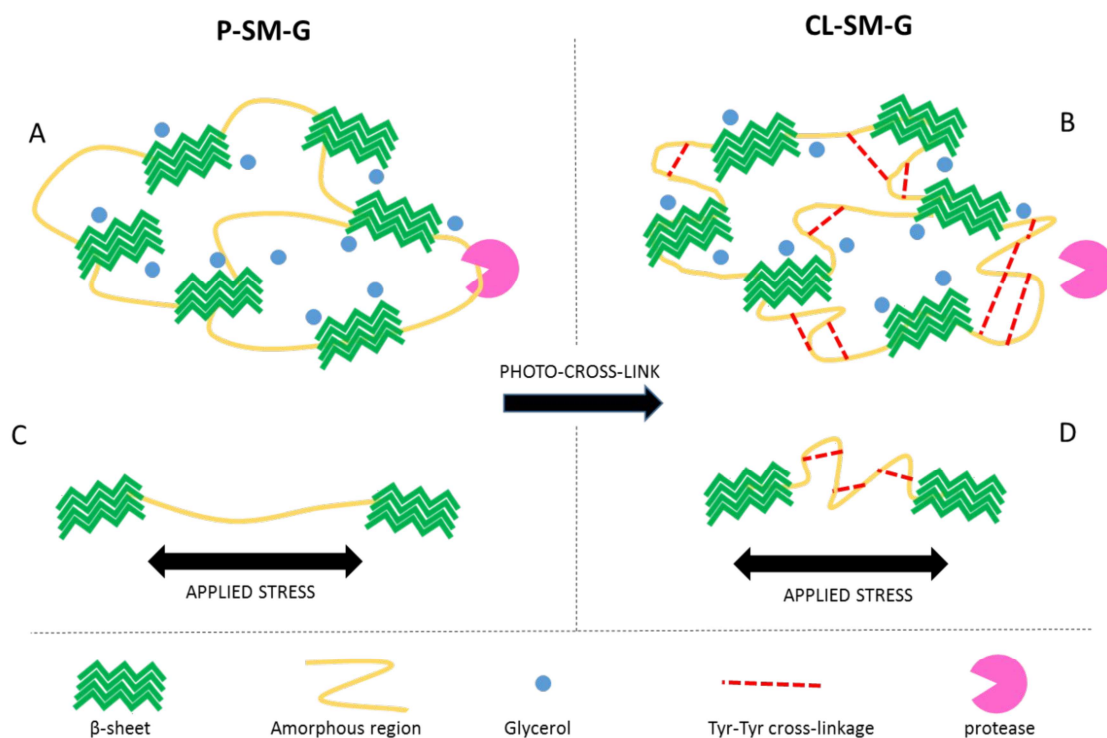 P-SM-G
CL-SM-G
A
B
PHOTO-CROSS-LINK
C
D
APPLIED STRESS
APPLIED STRESS
β-sheet
Amorphous region
Glycerol
Tyr-Tyr cross-linkage
protease